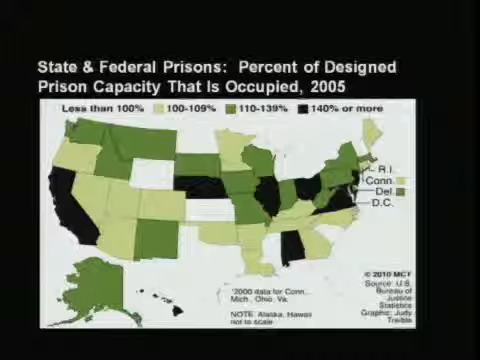 State & Federal Prisons: Percent of Designed
Prison Capacity That Is Occupied, 2005
Less than 100% 100-109% 110-139% 140% or more
R.I.
Conn.
Del.
D.C.
© 2010 MCT
Source: U.S.
Bureau of
Justice
Statistics
Graphic: Judy
Treible
*2000 data for Conn.,
Mich., Ohio, Va.
NOTE: Alaska, Hawaii
not to scale